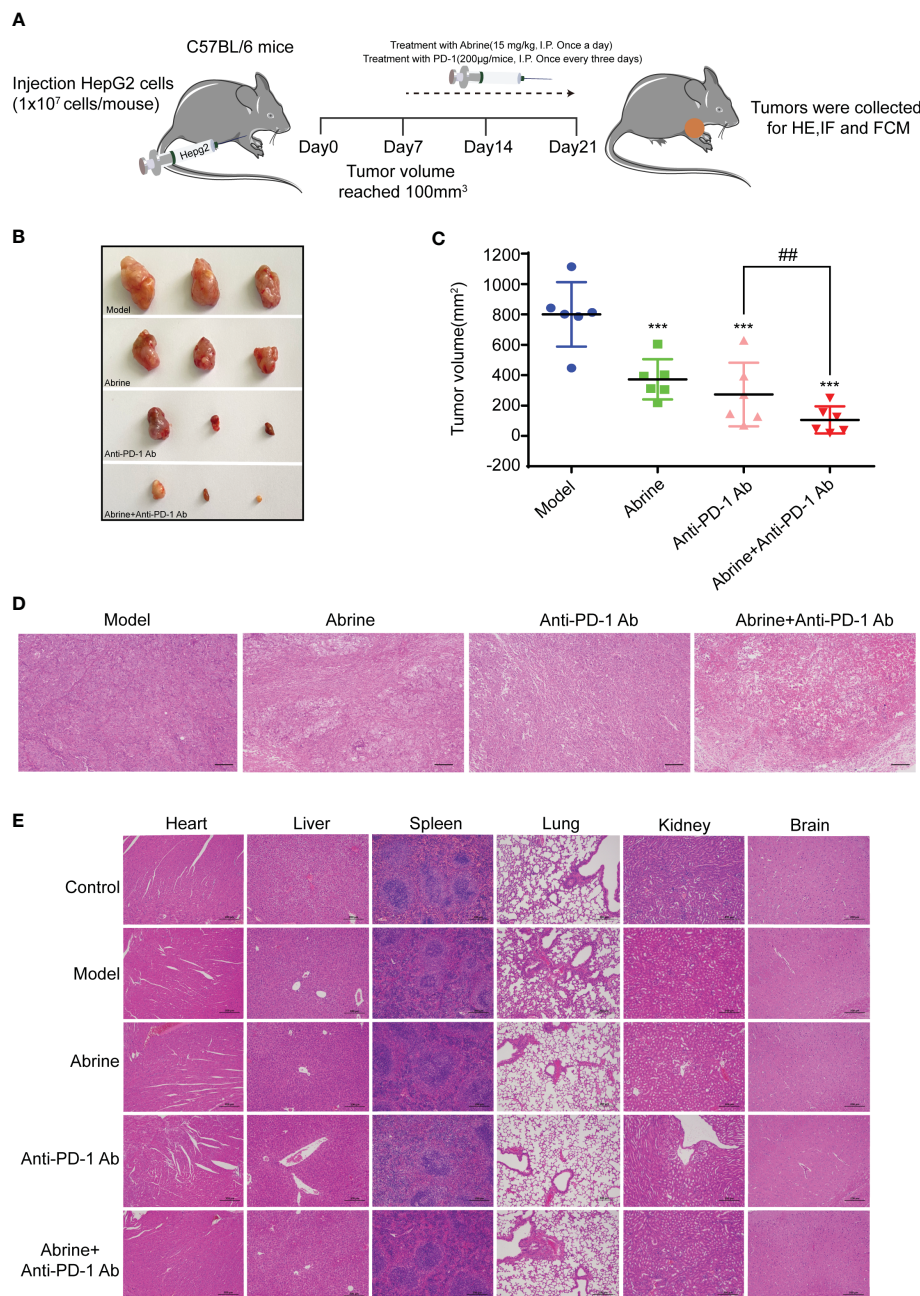 A
C57BL/6 mice
Injection HepG2 cells
(1x10⁷ cells/mouse)
Hepg2
Treatment with Abrine(15 mg/kg, I.P. Once a day)
Treatment with PD-1(200μg/mice, I.P. Once every three days)
Day0
Day7
Day14
Day21
Tumor volume
reached 100mm³
Tumors were collected
for HE,IF and FCM
B
Model
Abrine
Anti-PD-1 Ab
Abrine+Anti-PD-1 Ab
C
Tumor volume(mm²)
1200
1000
800
600
400
200
0
-200
***
***
##
***
Model
Abrine
Anti-PD-1 Ab
Abrine+Anti-PD-1 Ab
D
Model
Abrine
Anti-PD-1 Ab
Abrine+Anti-PD-1 Ab
E
Heart
Liver
Spleen
Lung
Kidney
Brain
Control
Model
Abrine
Anti-PD-1 Ab
Abrine+
Anti-PD-1 Ab